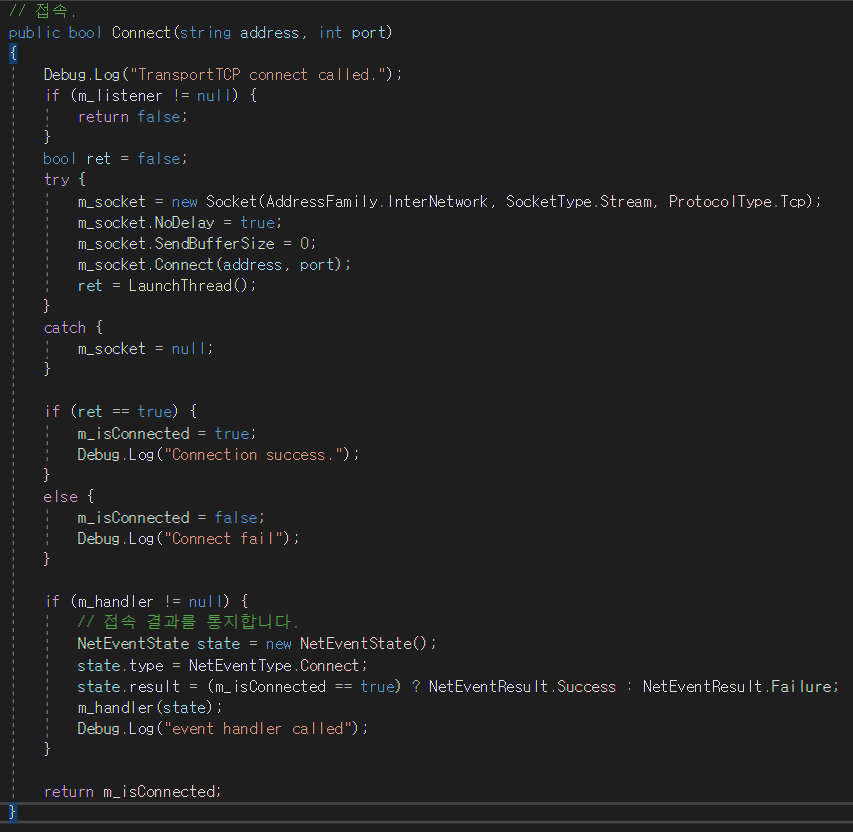 // 접속.
public bool Connect(string address, int port)
{
    Debug.Log("TransportTCP connect called.");
    if (m_listener != null) {
        return false;
    }
    bool ret = false;
    try {
        m_socket = new Socket(AddressFamily.InterNetwork, SocketType.Stream, ProtocolType.Tcp);
        m_socket.NoDelay = true;
        m_socket.SendBufferSize = 0;
        m_socket.Connect(address, port);
        ret = LaunchThread();
    }
    catch {
        m_socket = null;
    }

    if (ret == true) {
        m_isConnected = true;
        Debug.Log("Connection success.");
    }
    else {
        m_isConnected = false;
        Debug.Log("Connect fail");
    }

    if (m_handler != null) {
        // 접속 결과를 통지합니다.
        NetEventState state = new NetEventState();
        state.type = NetEventType.Connect;
        state.result = (m_isConnected == true) ? NetEventResult.Success : NetEventResult.Failure;
        m_handler(state);
        Debug.Log("event handler called");
    }

    return m_isConnected;
}